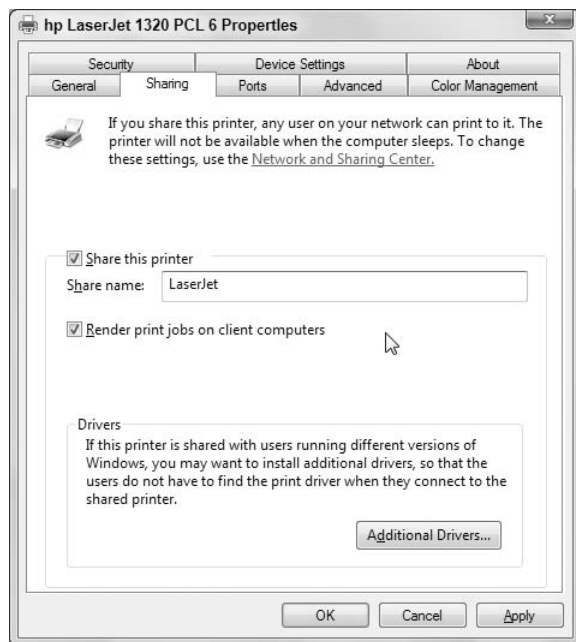 hp LaserJet 1320 PCL 6 Properties
Security Device Settings About
General Sharing Ports Advanced Color Management
If you share this printer, any user on your network can print to it. The
printer will not be available when the computer sleeps. To change
these settings, use the Network and Sharing Center.
Share this printer
Share name: LaserJet
Render print jobs on client computers
Drivers
If this printer is shared with users running different versions of
Windows, you may want to install additional drivers, so that the
users do not have to find the print driver when they connect to the
shared printer.
Additional Drivers...
OK Cancel Apply